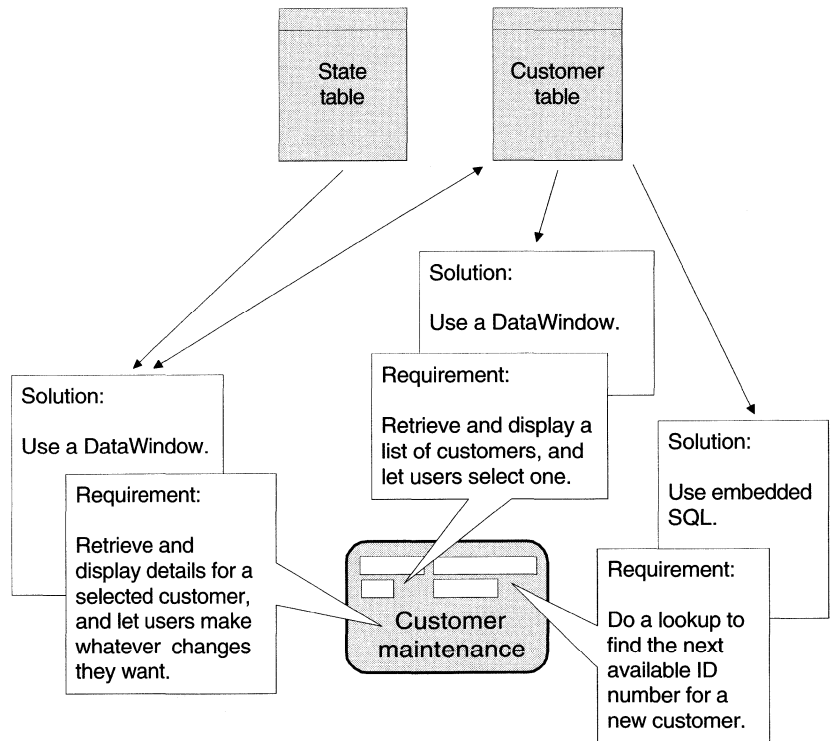 State
table
Customer
table
Solution:
Use a DataWindow.
Requirement:
Retrieve and display a
list of customers, and
let users select one.
Solution:
Use a DataWindow.
Requirement:
Retrieve and
display details for a
selected customer,
and let users make
whatever changes
they want.
Solution:
Use embedded
SQL.
Requirement:
Do a lookup to
find the next
available ID
number for a
new customer.
Customer
maintenance